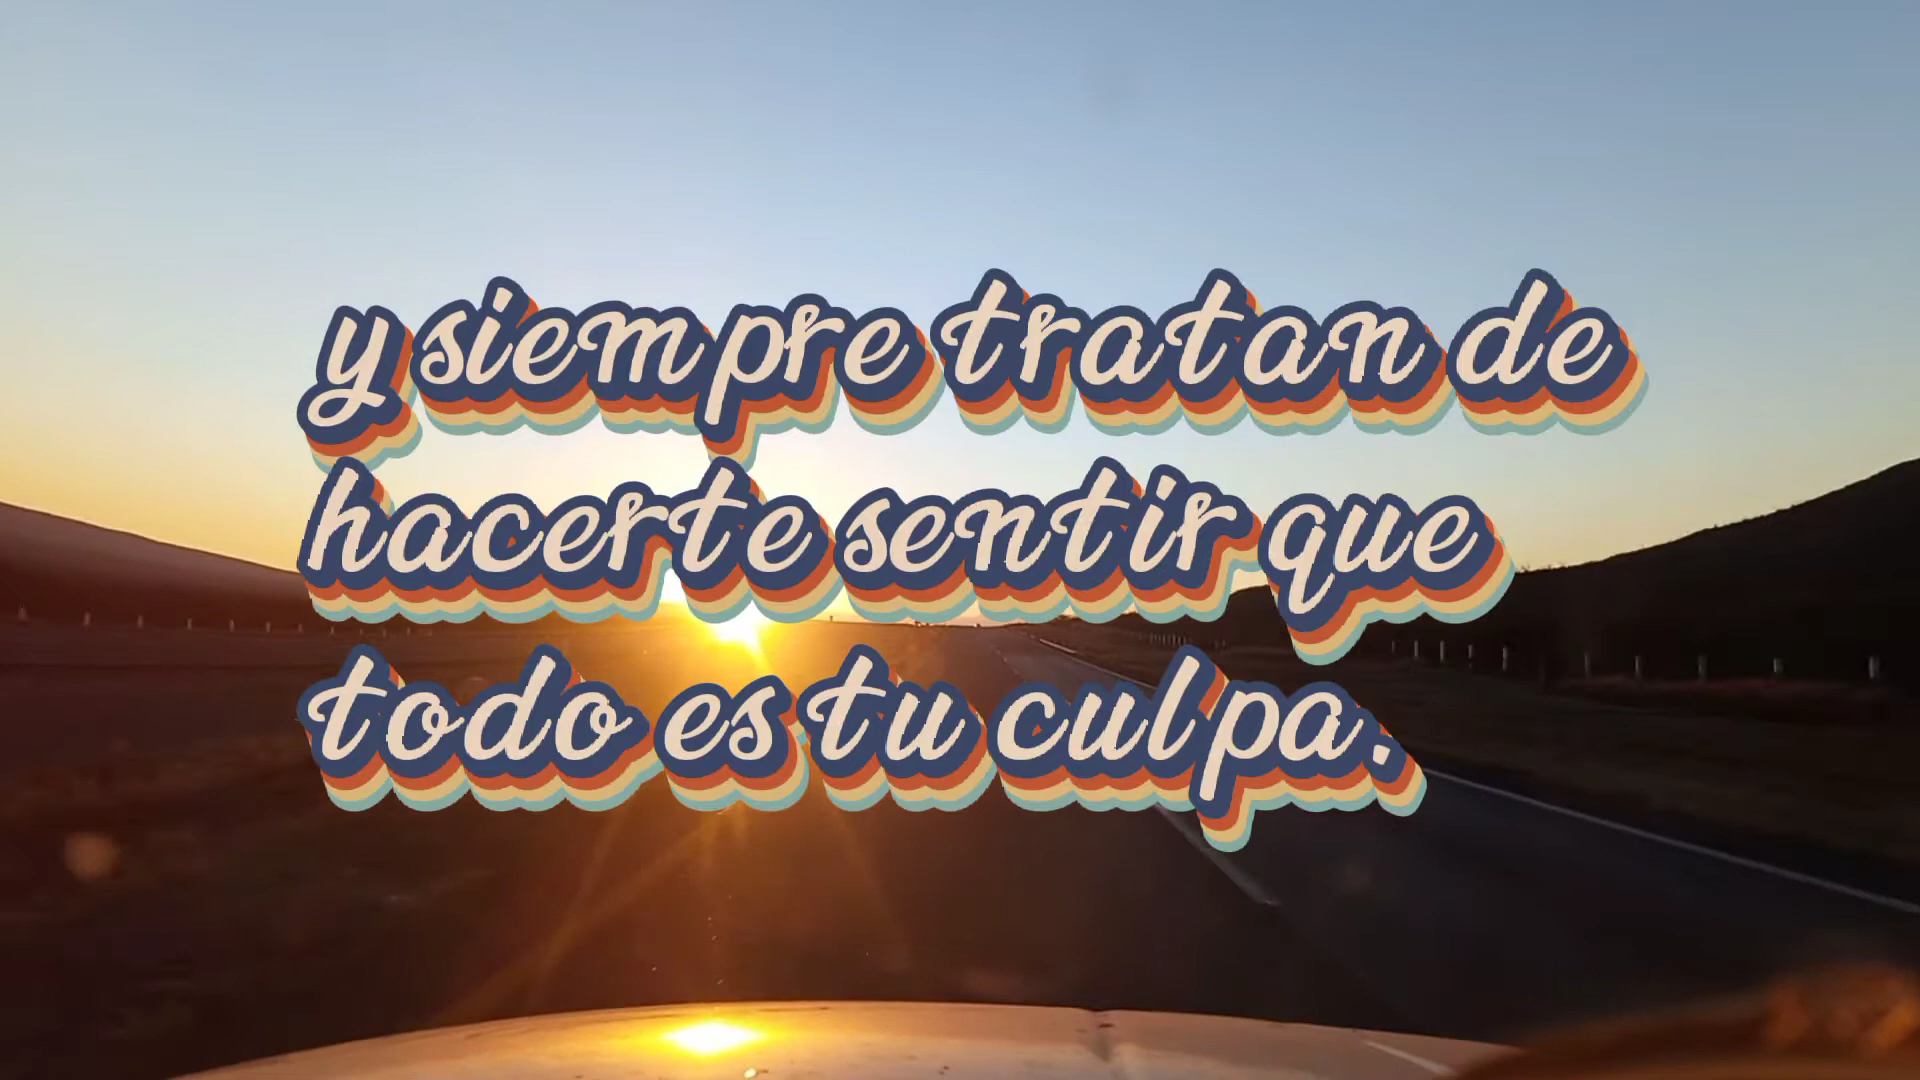 y siempre tratan de
hacerte sentir que
todo es tu culpa.